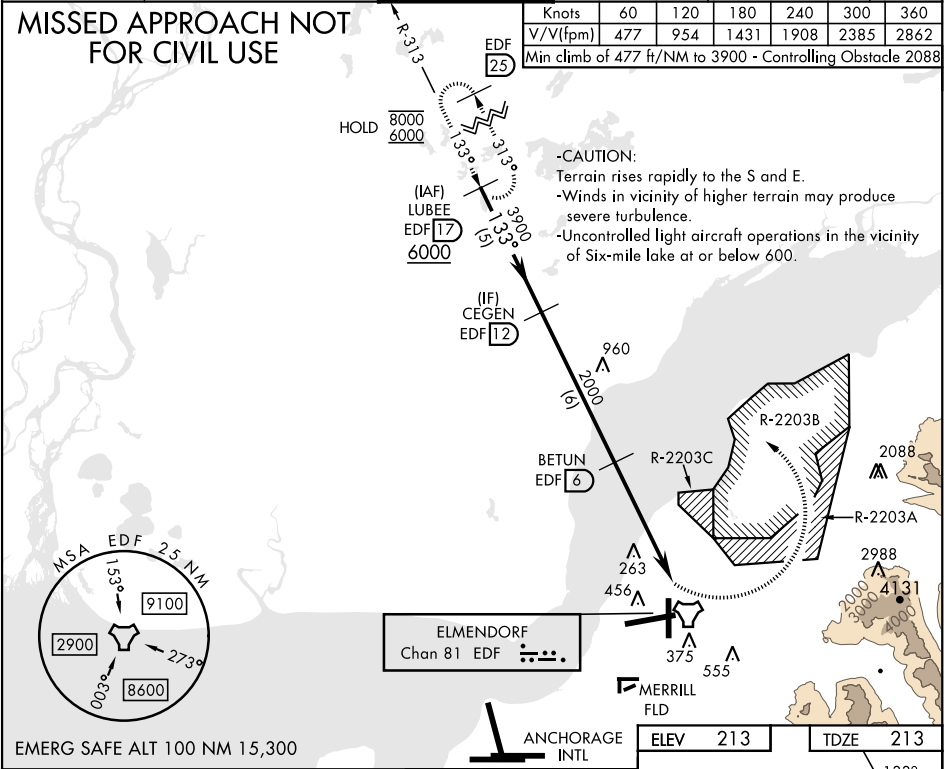 MISSED APPROACH NOT
FOR CIVIL USE
Knots 60 120 180 240 300 360
V/V(fpm) 477 954 1431 1908 2385 2862
Min climb of 477 ft/NM to 3900 - Controlling Obstacle 2088
R-313
EDF
25
HOLD 8000
6000
133°
313°
-CAUTION:
Terrain rises rapidly to the S and E.
-Winds in vicinity of higher terrain may produce
severe turbulence.
-Uncontrolled light aircraft operations in the vicinity
of Six-mile lake at or below 600.
(IAF)
LUBEE
EDF 17
6000
3900
133°
(5)
(IF)
CEGEN
EDF 12
960
2000
(6)
R-2203B
BETUN
EDF 6
R-2203C
2088
R-2203A
263
456
2988
4131
2000
3000
4000
MSA EDF 25 NM
153°
9100
2900
273°
003°
8600
ELMENDORF
Chan 81 EDF
375
555
MERRILL
FLD
ANCHORAGE
INTL
EMERG SAFE ALT 100 NM 15,300
ELEV 213
TDZE 213